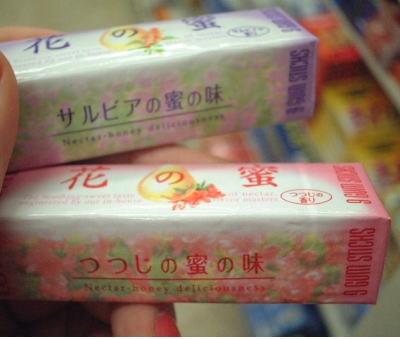 花の蜜
サルビアの蜜の味
Nectar-honey deliciousness
9 GUM STICKS
花の蜜
つつじの香り
つつじの蜜の味
Nectar-honey deliciousness
9 GUM STICKS